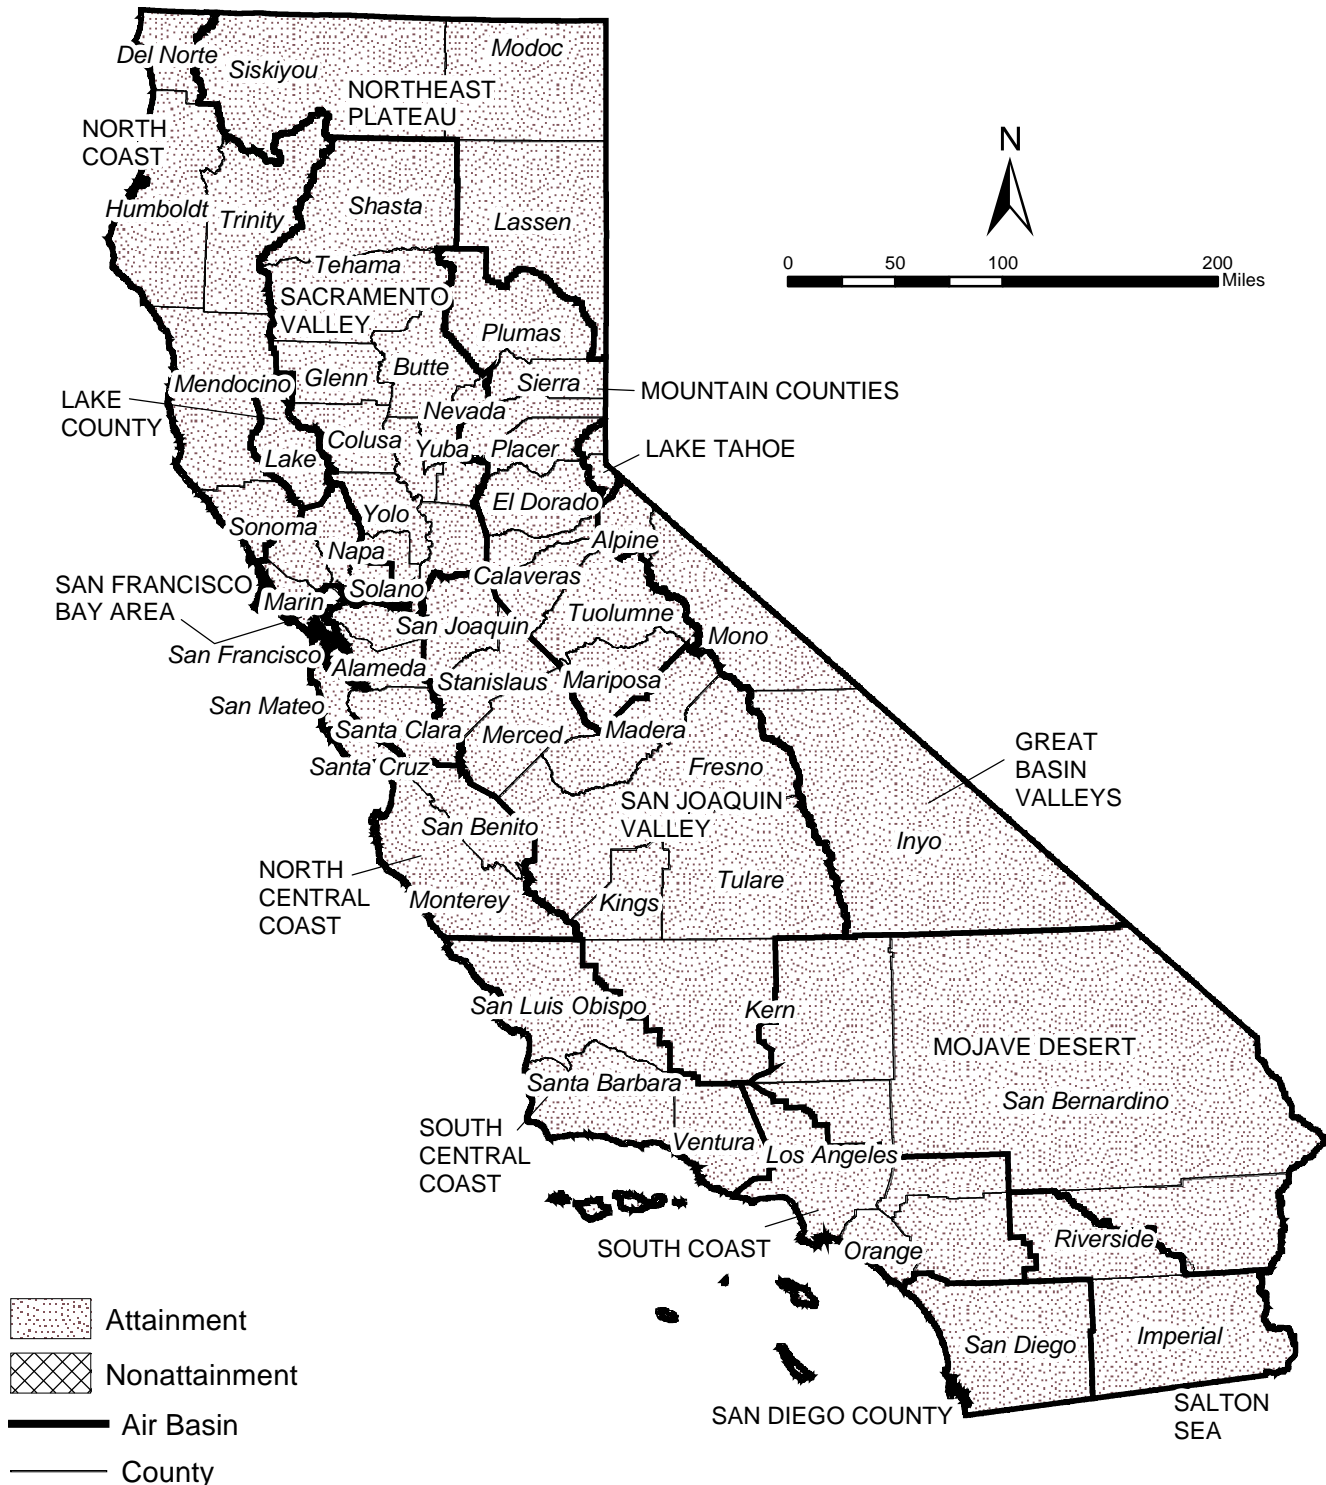 Del Norte
Siskiyou
Modoc
NORTHEAST
PLATEAU
NORTH
COAST
N
Humboldt
Trinity
Shasta
Lassen
0 50 100 200
Miles
Tehama
SACRAMENTO
VALLEY
Plumas
Butte
Glenn
Mendocino
Sierra
MOUNTAIN COUNTIES
LAKE
COUNTY
Nevada
Colusa
Yuba
Placer
LAKE TAHOE
Lake
El Dorado
Yolo
Sonoma
Alpine
Napa
Calaveras
SAN FRANCISCO
BAY AREA
Solano
Marin
Tuolumne
San Joaquin
Mono
San Francisco
Alameda
Stanislaus
Mariposa
San Mateo
Santa Clara
Merced
Madera
GREAT
BASIN
VALLEYS
Santa Cruz
Fresno
SAN JOAQUIN
VALLEY
San Benito
Inyo
NORTH
CENTRAL
COAST
Tulare
Monterey
Kings
San Luis Obispo
Kern
MOJAVE DESERT
Santa Barbara
San Bernardino
SOUTH
CENTRAL
COAST
Ventura
Los Angeles
SOUTH COAST
Orange
Riverside
Attainment
Nonattainment
Air Basin
County
San Diego
Imperial
SAN DIEGO COUNTY
SALTON
SEA